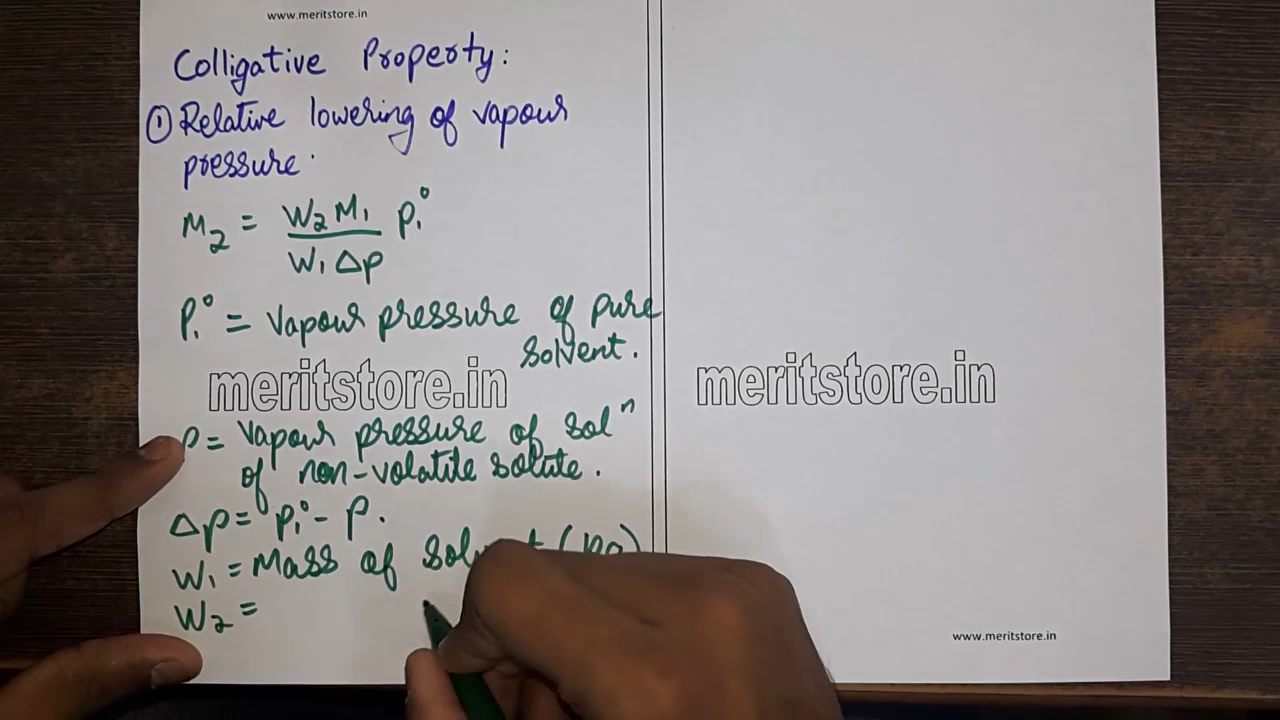 www.meritstore.in
Colligative Property:
① Relative lowering of vapour
pressure.
M₂ = W₂ M₁ / W₁ Δp P₁°
P₁° = Vapour pressure of pure
solvent.
meritstore.in
meritstore.in
P = Vapour pressure of solⁿ
of non-volatile solute.
Δp = P₁° - P.
W₁ = Mass of
W₂ =
www.meritstore.in